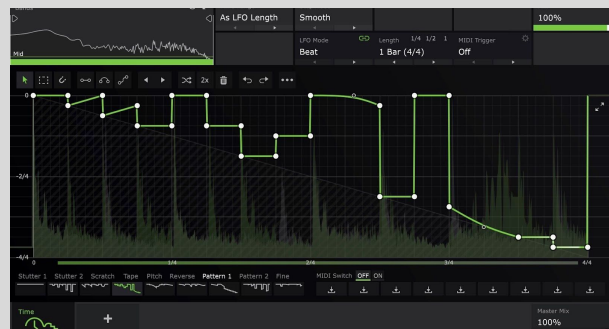 As LFO Length Smooth 100%
Mid
LFO Mode Length 1/4 1/2 1 MIDI Trigger
Beat 1 Bar (4/4) Off
2x
0
-2/4
-4/4
0 1/4 2/4 3/4 4/4
Stutter 1 Stutter 2 Scratch Tape Pitch Reverse Pattern 1 Pattern 2 Fine MIDI Switch OFF ON
Time + Master Mix
100%